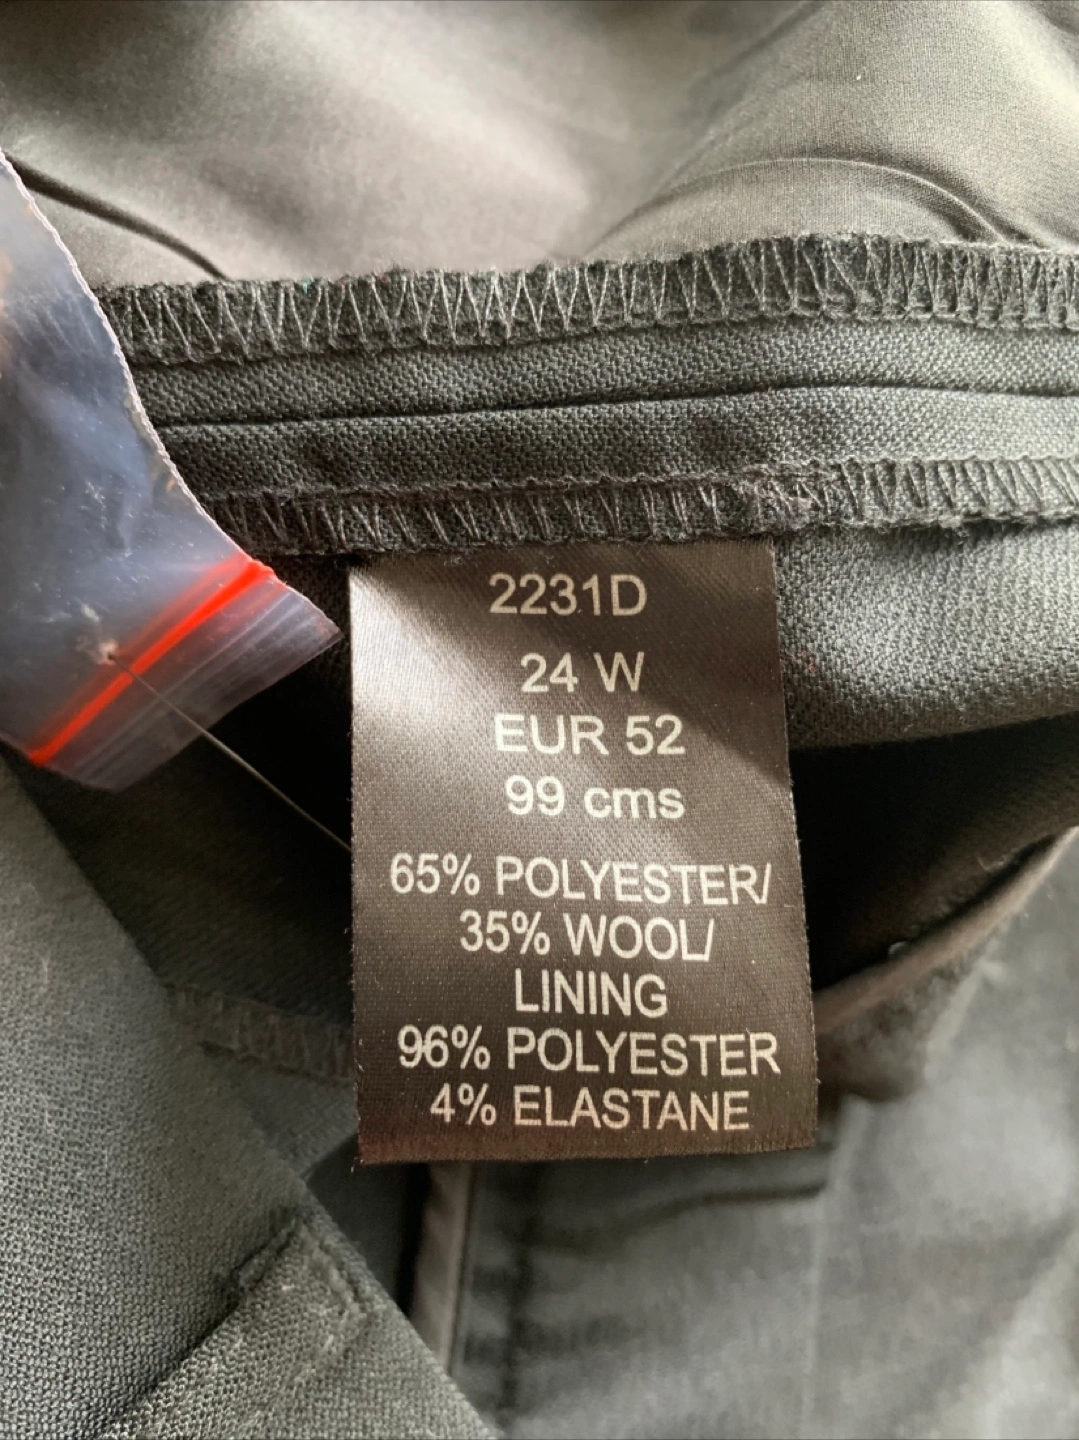 2231D
24 W
EUR 52
99 cms
65% POLYESTER/
35% WOOL/
LINING
96% POLYESTER
4% ELASTANE